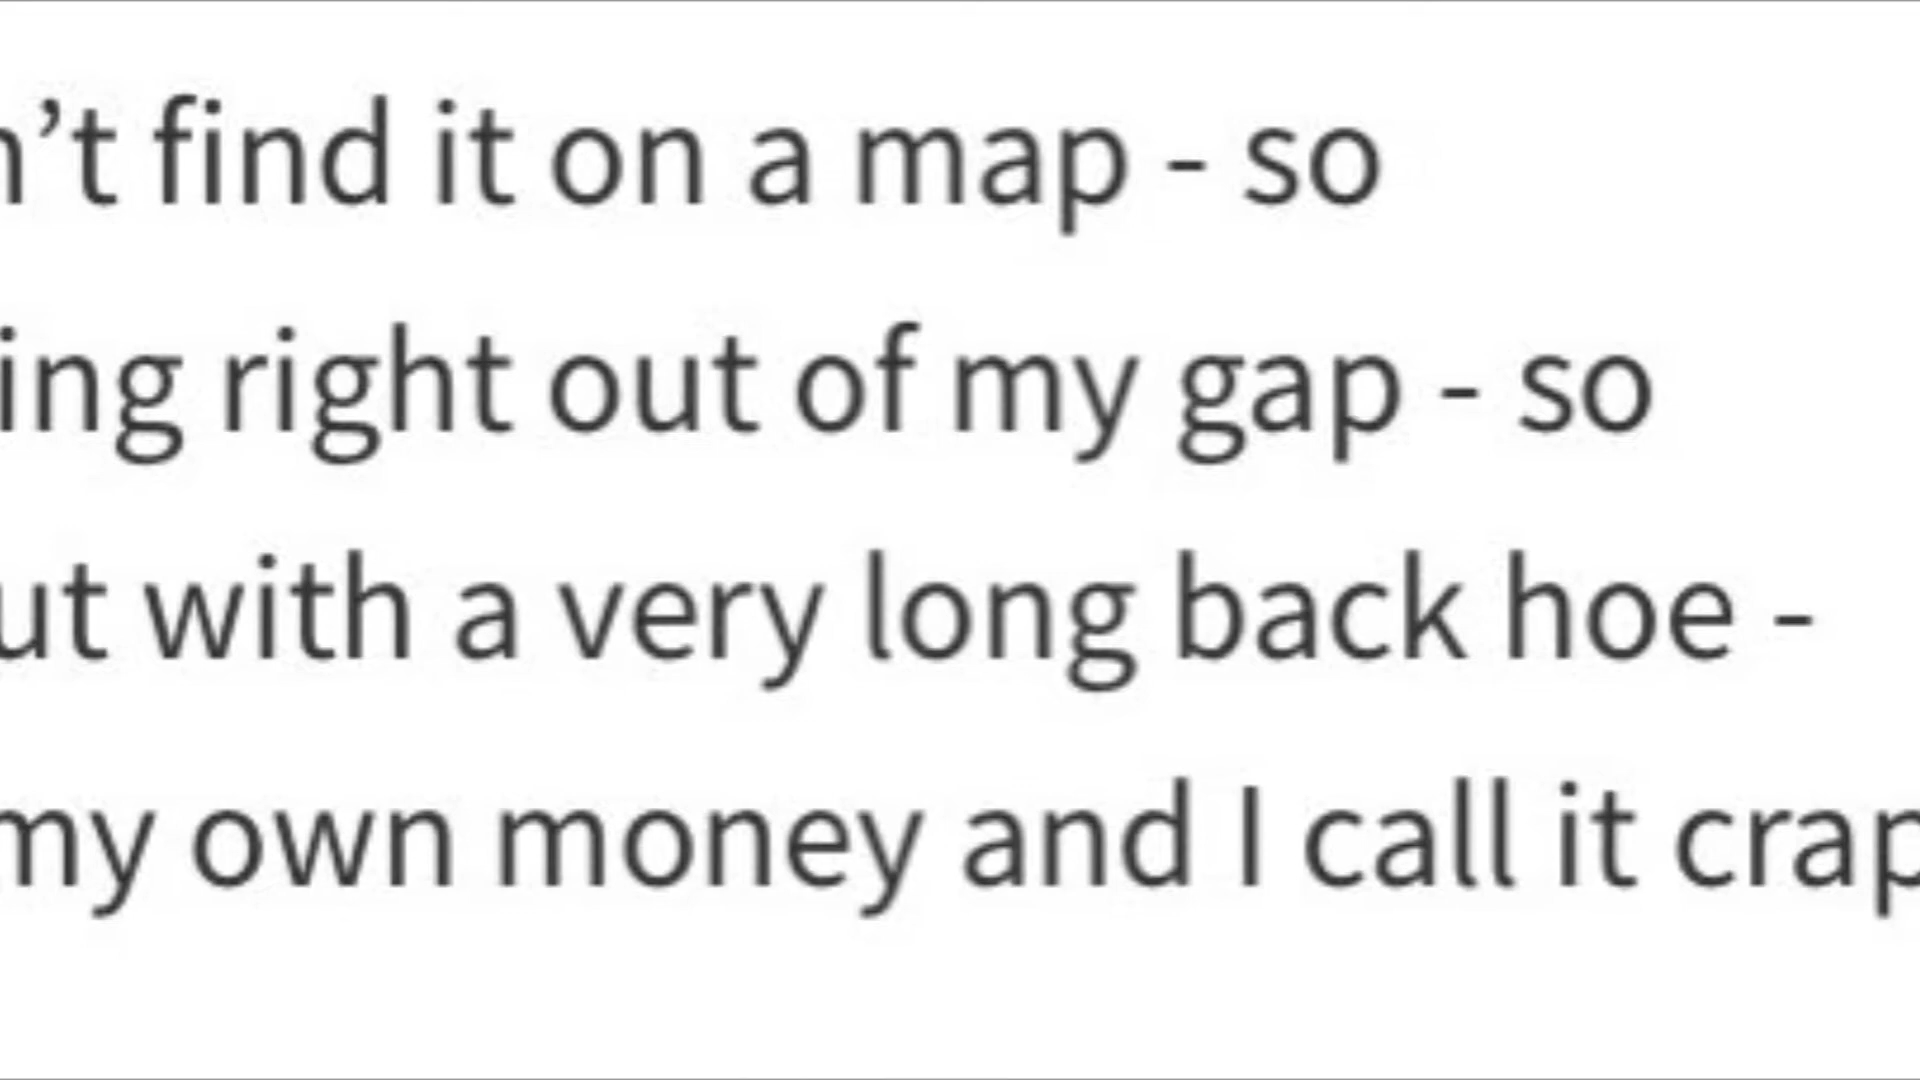 n’t find it on a map - so
ing right out of my gap - so
ut with a very long back hoe -
my own money and I call it crap